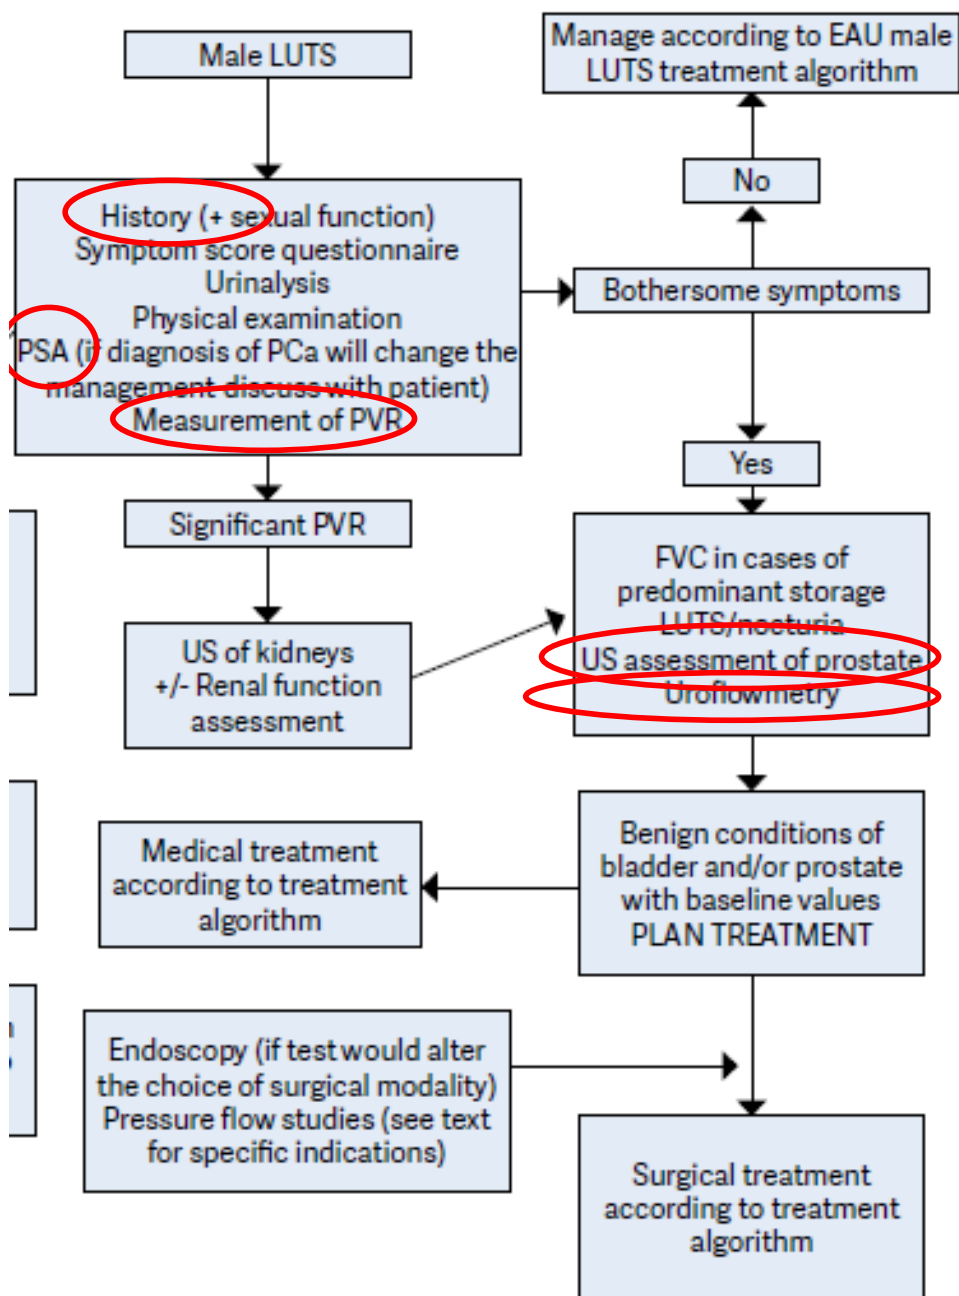 Male LUTS
Manage according to EAU male
LUTS treatment algorithm
No
History (+ sexual function)
Symptom score questionnaire
Urinalysis
Physical examination
PSA (if diagnosis of PCa will change the
management discuss with patient)
Measurement of PVR
Bothersome symptoms
Yes
Significant PVR
US of kidneys
+/- Renal function
assessment
FVC in cases of
predominant storage
LUTS/nocturia
US assessment of prostate
Uroflowmetry
Medical treatment
according to treatment
algorithm
Benign conditions of
bladder and/or prostate
with baseline values
PLAN TREATMENT
Endoscopy (if test would alter
the choice of surgical modality)
Pressure flow studies (see text
for specific indications)
Surgical treatment
according to treatment
algorithm